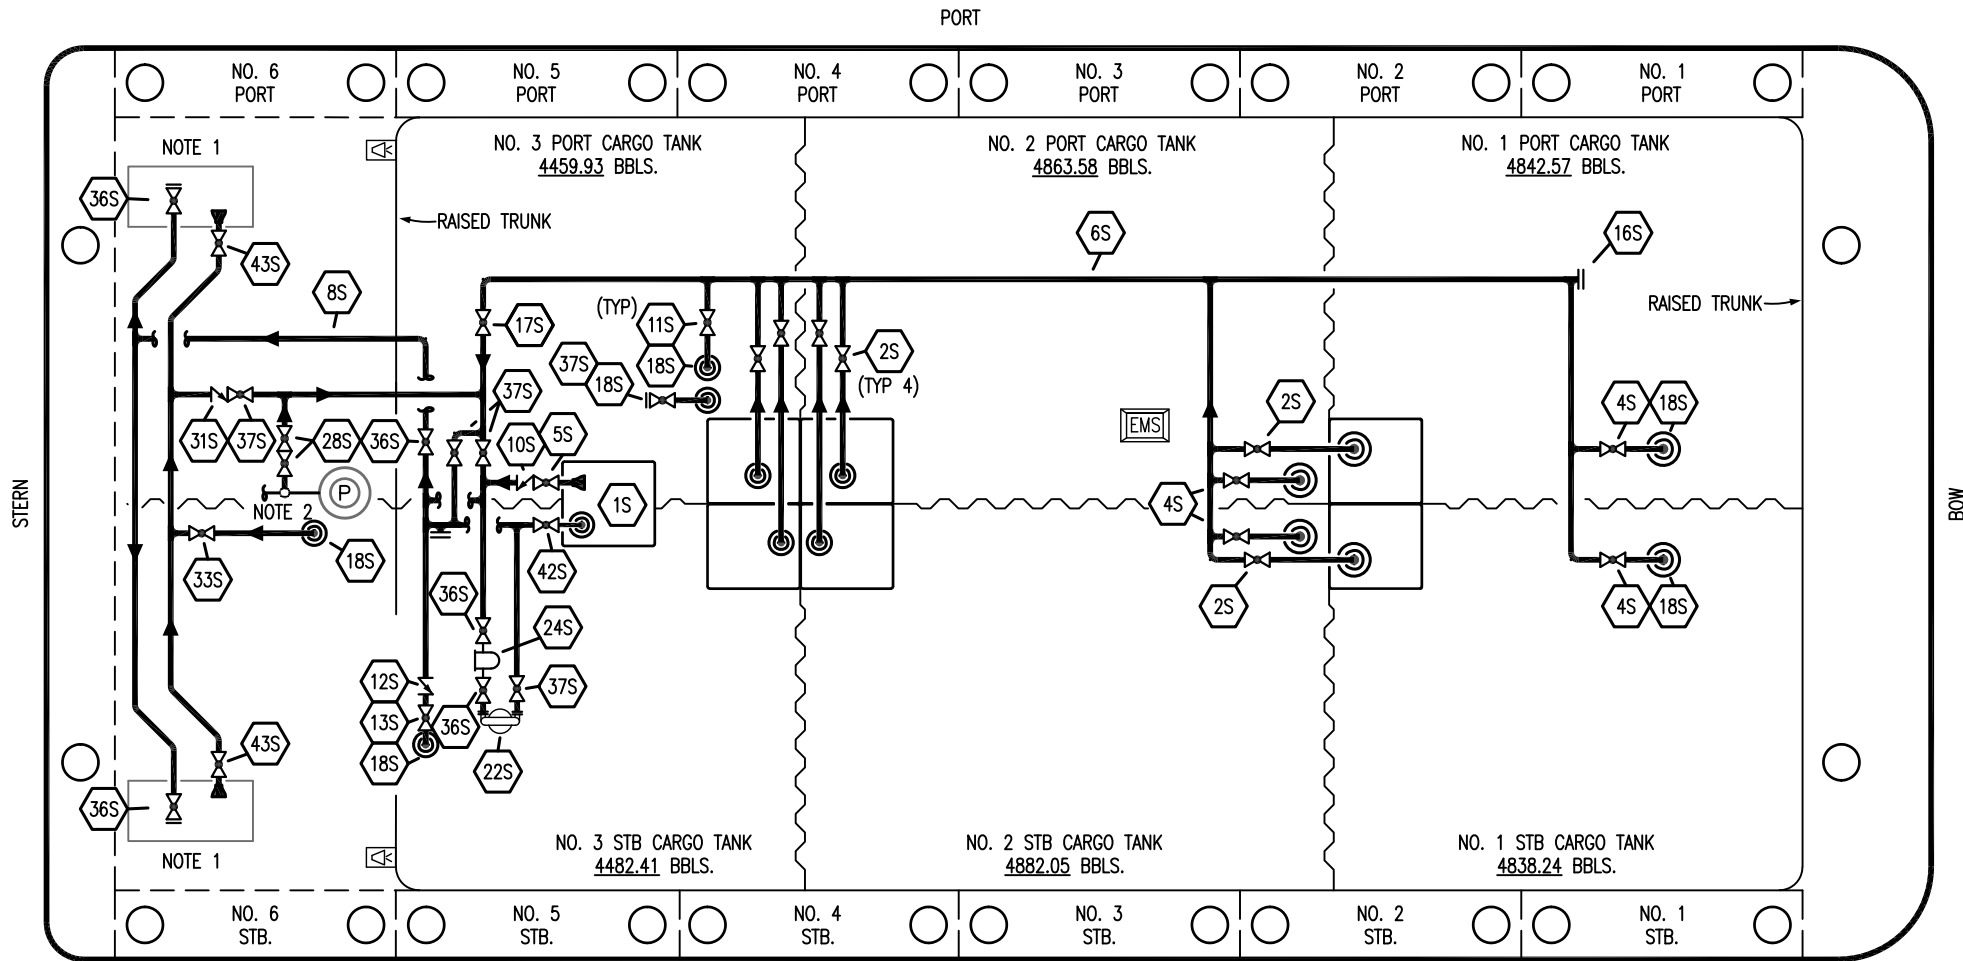 PORT
NO. 6
PORT
NO. 5
PORT
NO. 4
PORT
NO. 3
PORT
NO. 2
PORT
NO. 1
PORT
NOTE 1
NO. 3 PORT CARGO TANK
4459.93 BBLS.
NO. 2 PORT CARGO TANK
4863.58 BBLS.
NO. 1 PORT CARGO TANK
4842.57 BBLS.
36S
RAISED TRUNK
43S
6S
16S
8S
RAISED TRUNK
17S
(TYP)
11S
18S
37S
18S
2S
(TYP 4)
37S
2S
4S
18S
EMS
31S
37S
28S
36S
10S
5S
P
1S
4S
STERN
BOW
NOTE 2
18S
33S
42S
36S
2S
4S
18S
24S
12S
13S
18S
36S
37S
22S
43S
36S
NOTE 1
NO. 3 STB CARGO TANK
4482.41 BBLS.
NO. 2 STB CARGO TANK
4882.05 BBLS.
NO. 1 STB CARGO TANK
4838.24 BBLS.
NO. 6
STB.
NO. 5
STB.
NO. 4
STB.
NO. 3
STB.
NO. 2
STB.
NO. 1
STB.